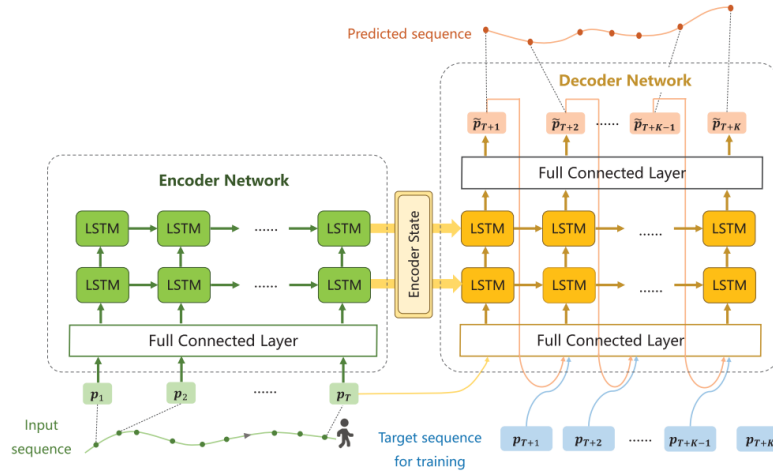 Predicted sequence
Decoder Network
p̃T+1 p̃T+2 ...... p̃T+K−1 p̃T+K
Full Connected Layer
Encoder Network
LSTM LSTM ...... LSTM
LSTM LSTM ...... LSTM
Encoder State
LSTM LSTM ...... LSTM
LSTM LSTM ...... LSTM
Full Connected Layer
Full Connected Layer
p1 p2 ...... pT
Input
sequence
Target sequence
for training
pT+1 pT+2 ...... pT+K−1 pT+K